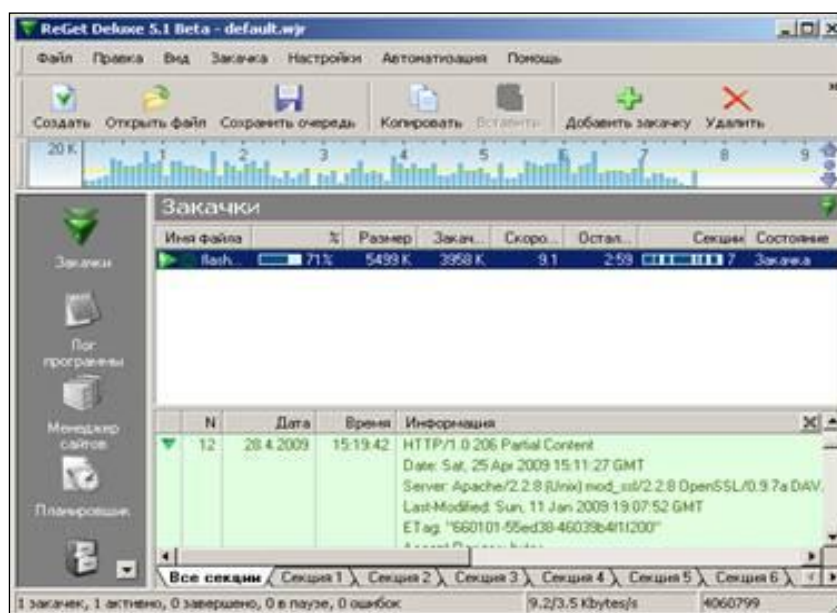 ReGet Deluxe 5.1 Beta - default.wjr
Файл Правка Вид Закачка Настройки Автоматизация Помощь
Создать Открыть файл Сохранить очередь Копировать Вставить Добавить закачку Удалить
20 K 1 2 3 4 5 6 7 8 9
Закачки
Имя файла % Размер Закач... Скоро... Остал... Секции Состояние
flash... 71% 5499 K 3958 K 9.1 2:59 7 Закачка
Закачки
Лог
программы
Менеджер
сайтов
Планировщик
N Дата Время Информация
12 28.4.2009 15:19:42 HTTP/1.0 206 Partial Content
Date: Sat, 25 Apr 2009 15:11:27 GMT
Server: Apache/2.2.8 (Unix) mod_ssl/2.2.8 OpenSSL/0.9.7a DAV.
Last-Modified: Sun, 11 Jan 2009 19:07:52 GMT
ETag:
Все секции Секция 1 Секция 2 Секция 3 Секция 4 Секция 5 Секция 6
1 закачек, 1 активно, 0 завершено, 0 в паузе, 0 ошибок 9.2/3.5 Kbytes/s 4060799